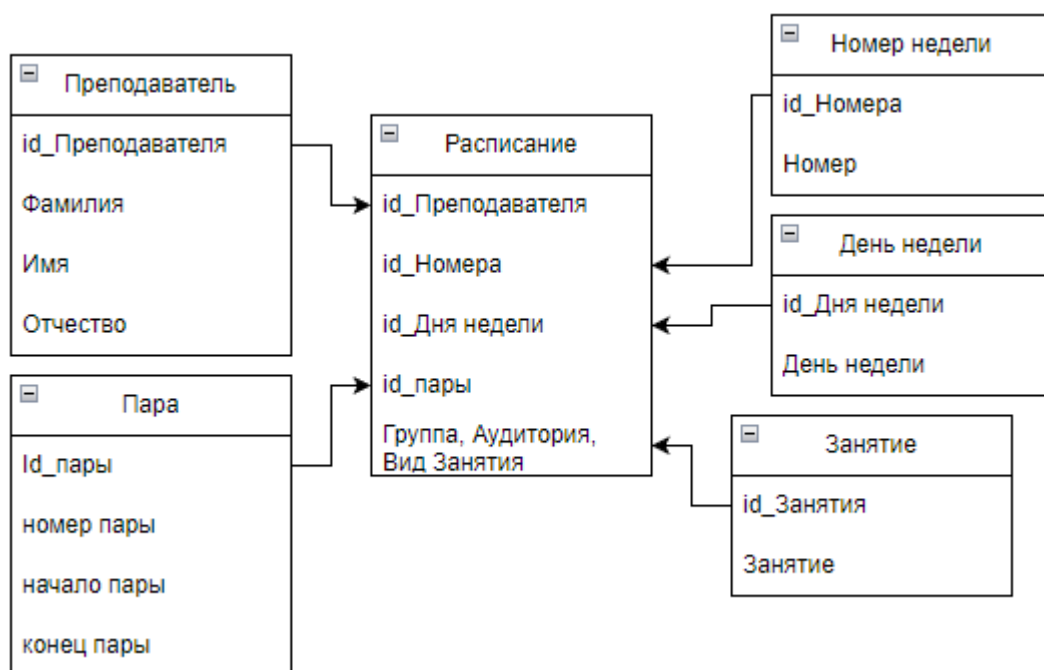 Преподаватель
id_Преподавателя
Фамилия
Имя
Отчество
Пара
Id_пары
номер пары
начало пары
конец пары
Расписание
id_Преподавателя
id_Номера
id_Дня недели
id_пары
Группа, Аудитория,
Вид Занятия
Номер недели
id_Номера
Номер
День недели
id_Дня недели
День недели
Занятие
id_Занятия
Занятие